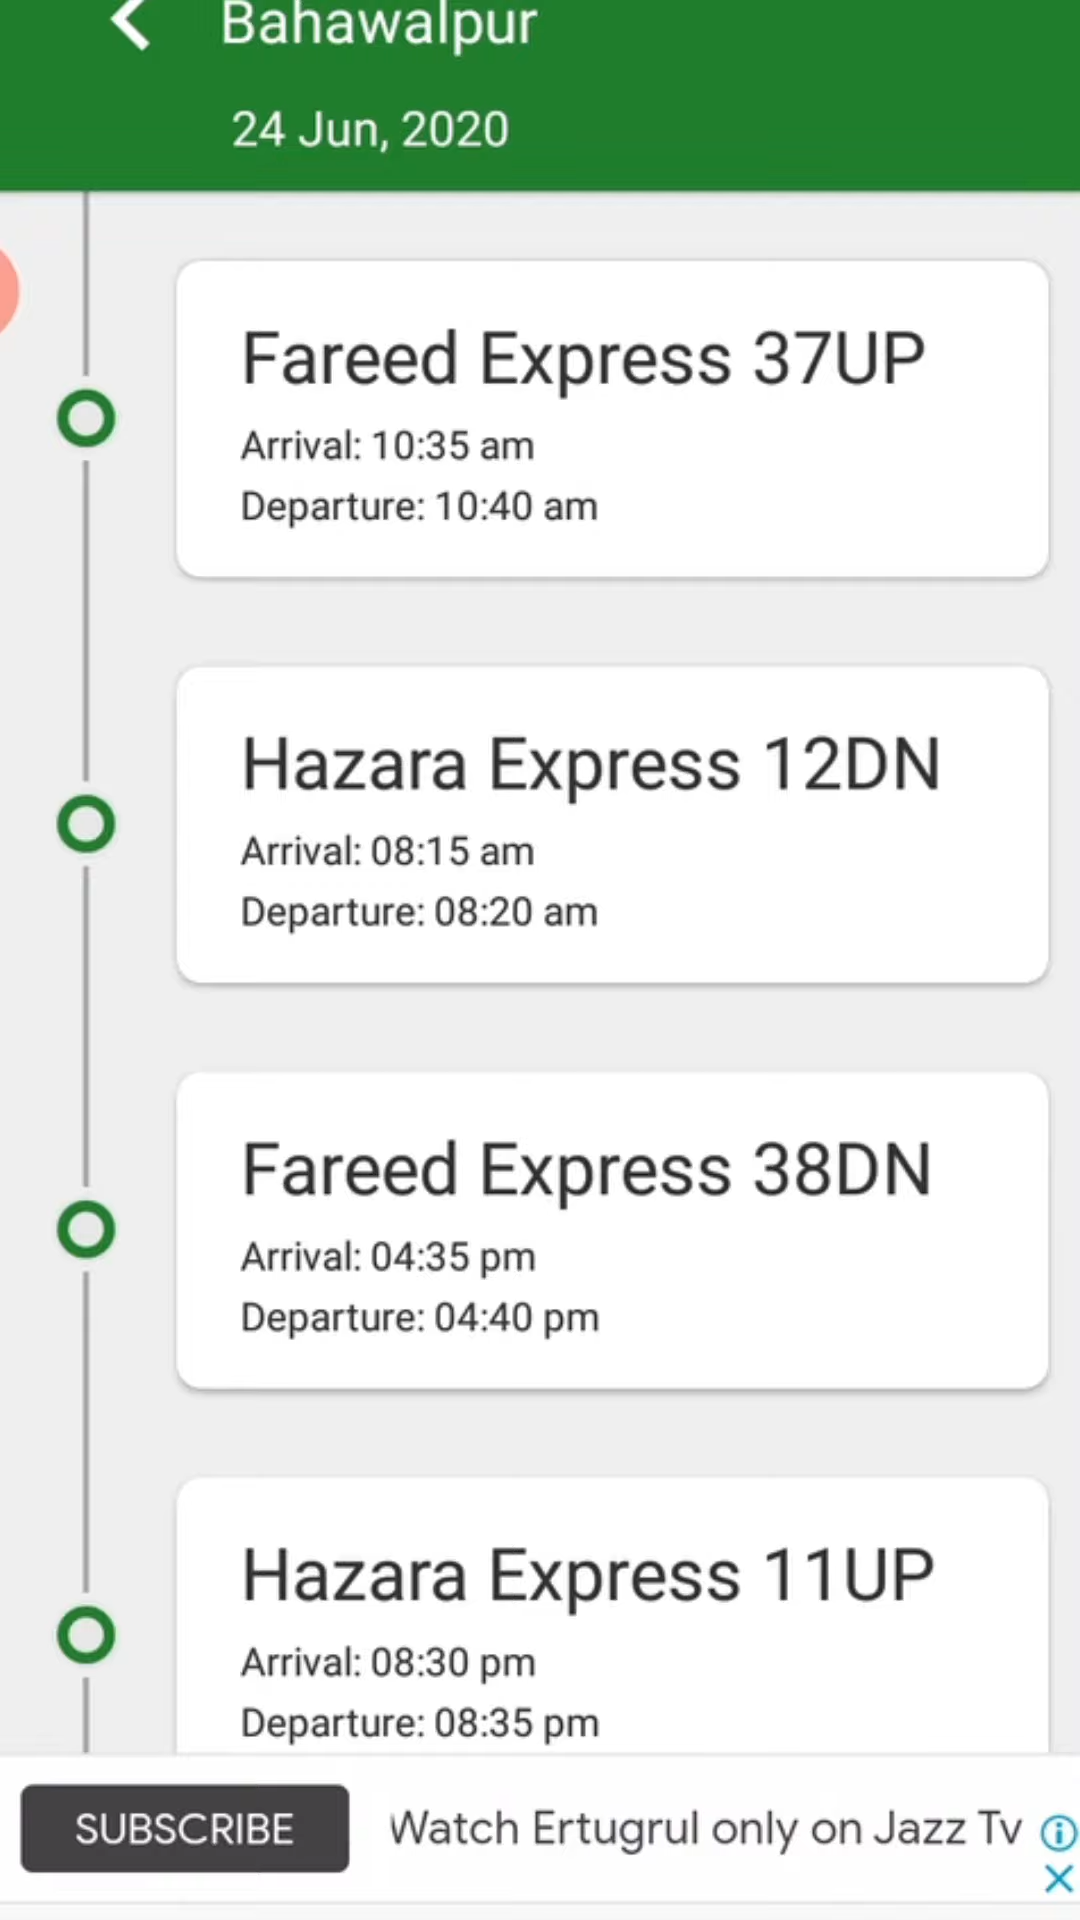 Bahawalpur
24 Jun, 2020
Fareed Express 37UP
Arrival: 10:35 am
Departure: 10:40 am
Hazara Express 12DN
Arrival: 08:15 am
Departure: 08:20 am
Fareed Express 38DN
Arrival: 04:35 pm
Departure: 04:40 pm
Hazara Express 11UP
Arrival: 08:30 pm
Departure: 08:35 pm
SUBSCRIBE
Watch Ertugrul only on Jazz Tv